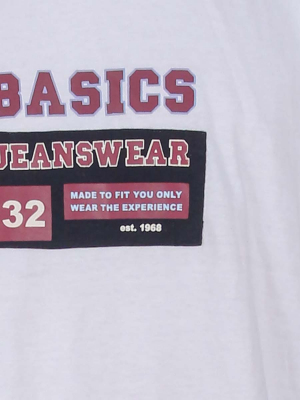 BASICS
JEANSWEAR
32
MADE TO FIT YOU ONLY
WEAR THE EXPERIENCE
est. 1968